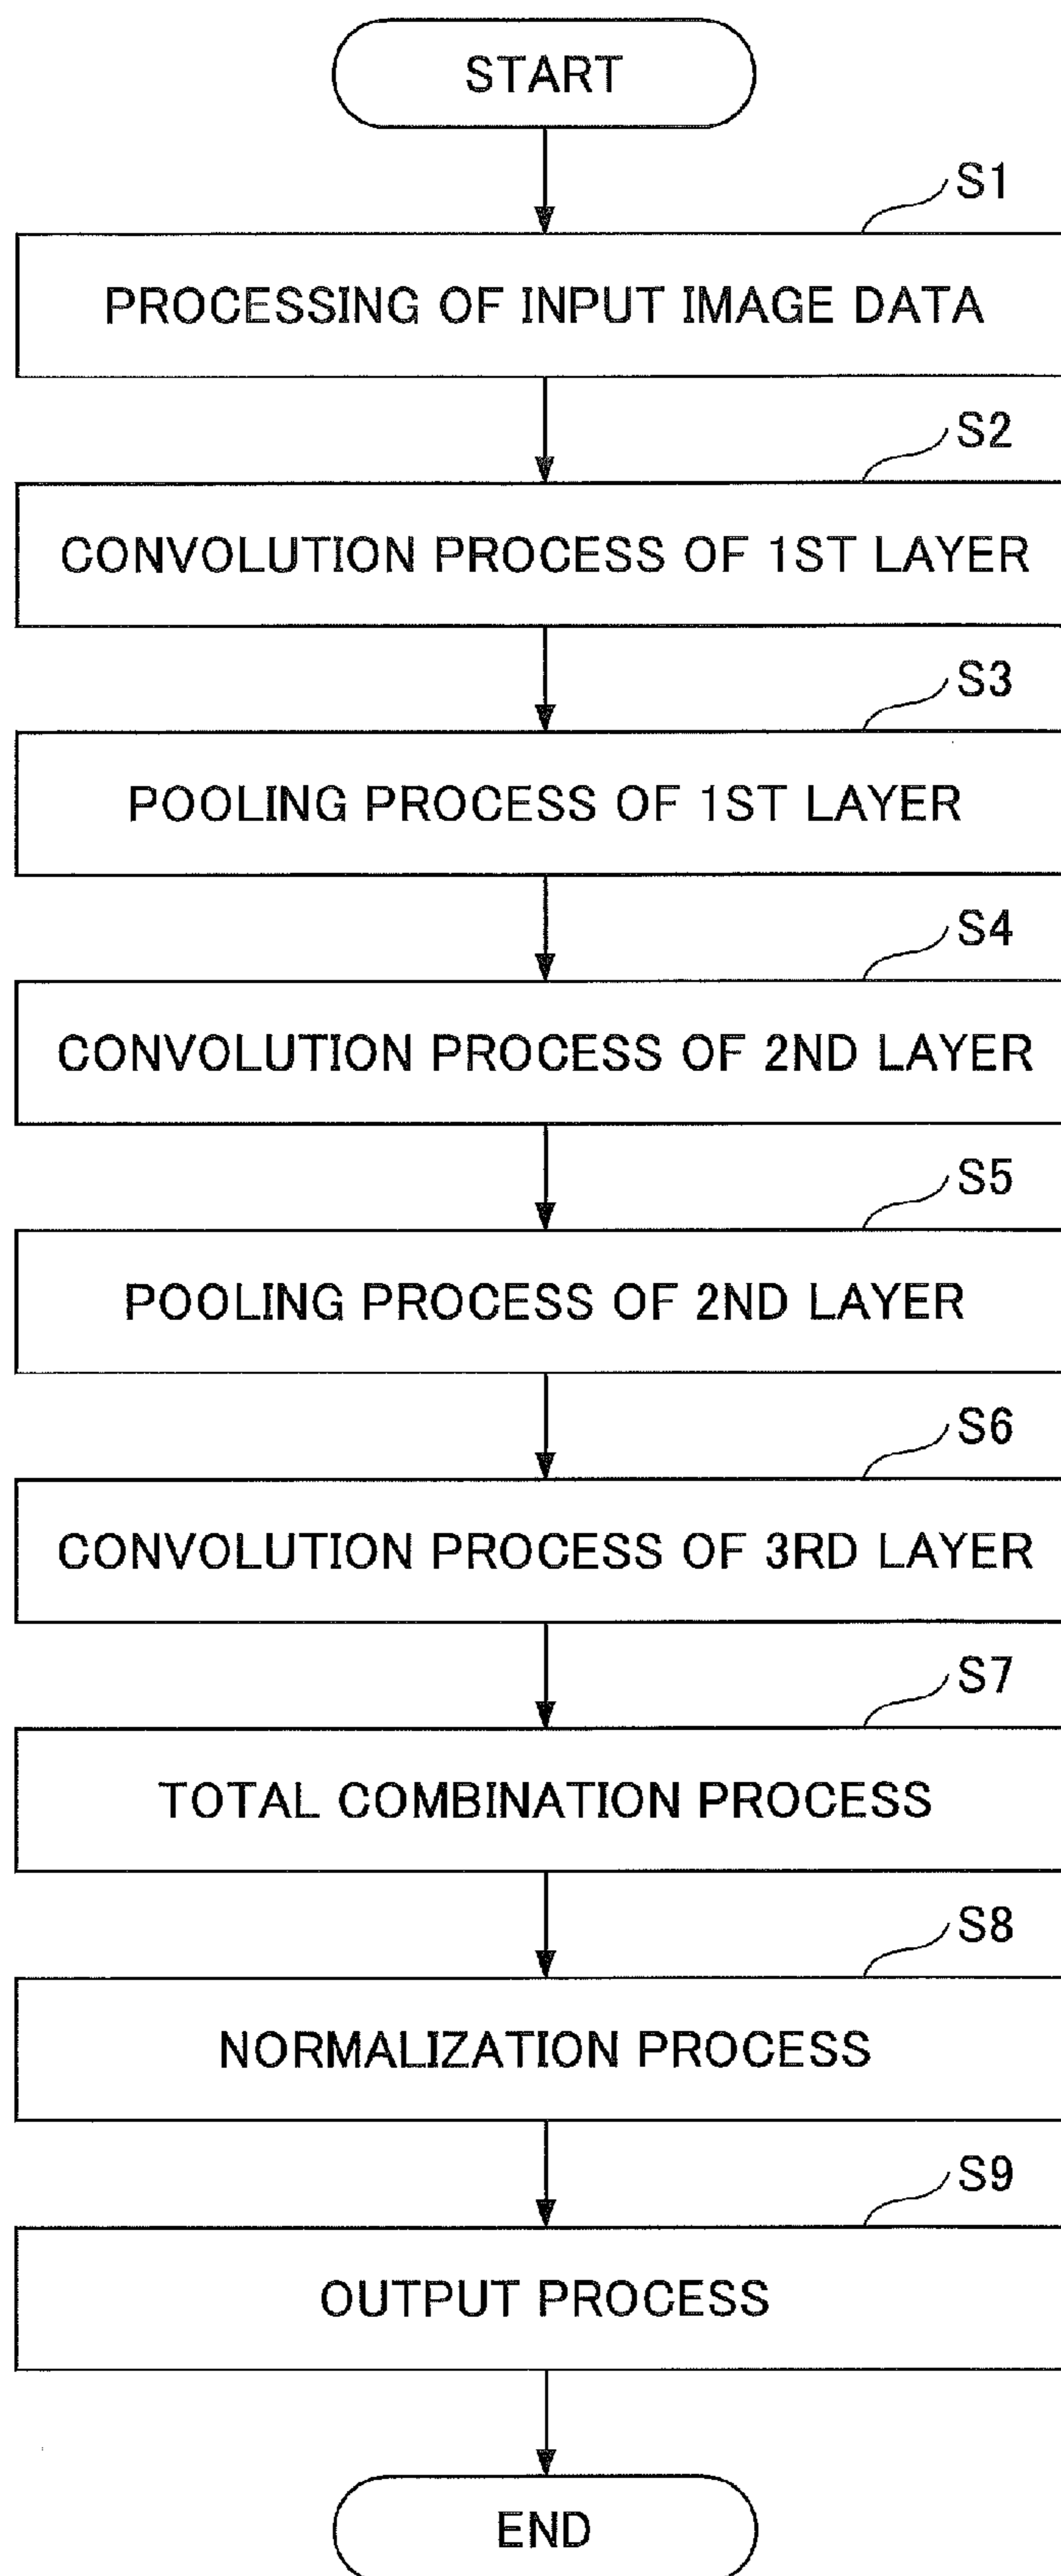 START
S1
PROCESSING OF INPUT IMAGE DATA
S2
CONVOLUTION PROCESS OF 1ST LAYER
S3
POOLING PROCESS OF 1ST LAYER
S4
CONVOLUTION PROCESS OF 2ND LAYER
S5
POOLING PROCESS OF 2ND LAYER
S6
CONVOLUTION PROCESS OF 3RD LAYER
S7
TOTAL COMBINATION PROCESS
S8
NORMALIZATION PROCESS
S9
OUTPUT PROCESS
END